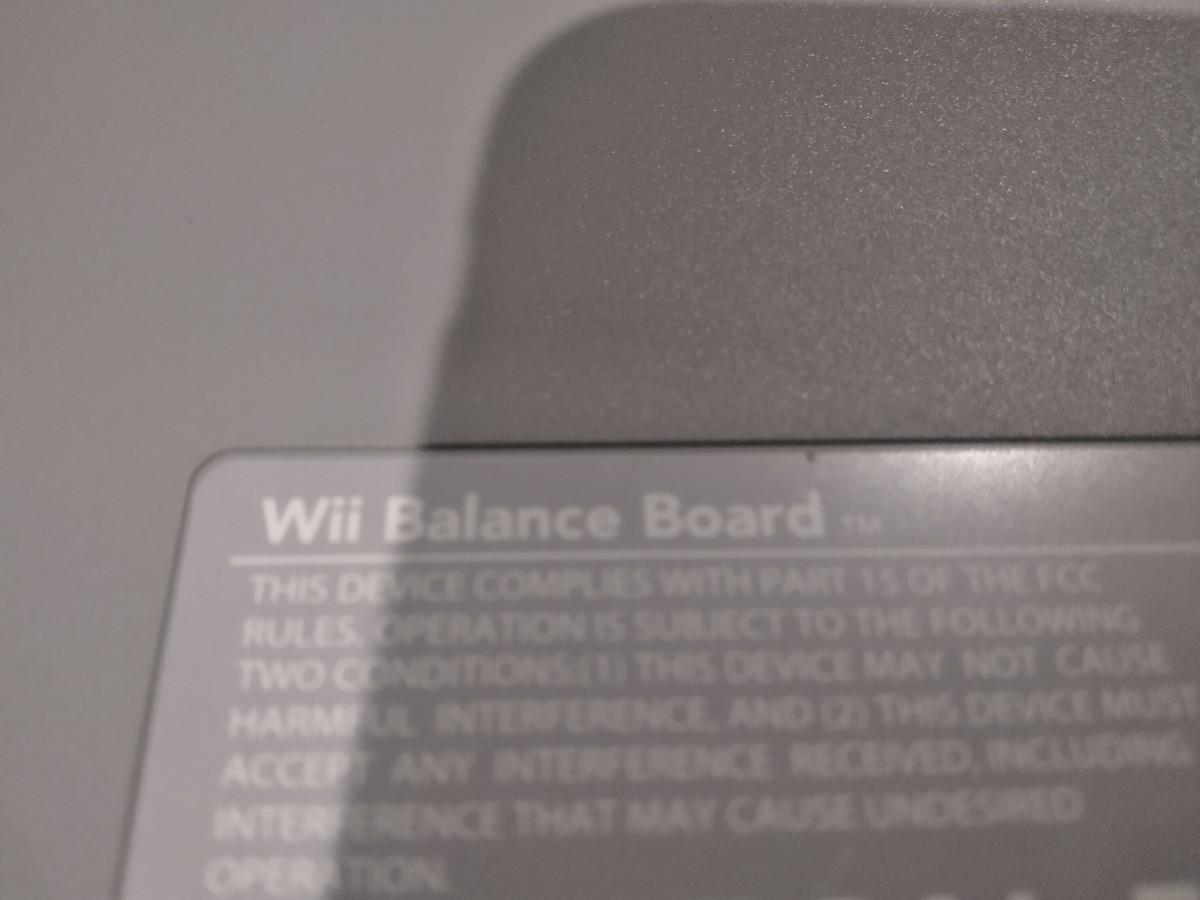 Wii Balance Board TM
THIS DEVICE COMPLIES WITH PART 15 OF THE FCC
RULES. OPERATION IS SUBJECT TO THE FOLLOWING
TWO CONDITIONS:(1) THIS DEVICE MAY NOT CAUSE
HARMFUL INTERFERENCE, AND (2) THIS DEVICE MUST
ACCEPT ANY INTERFERENCE RECEIVED, INCLUDING
INTERFERENCE THAT MAY CAUSE UNDESIRED
OPERATION.